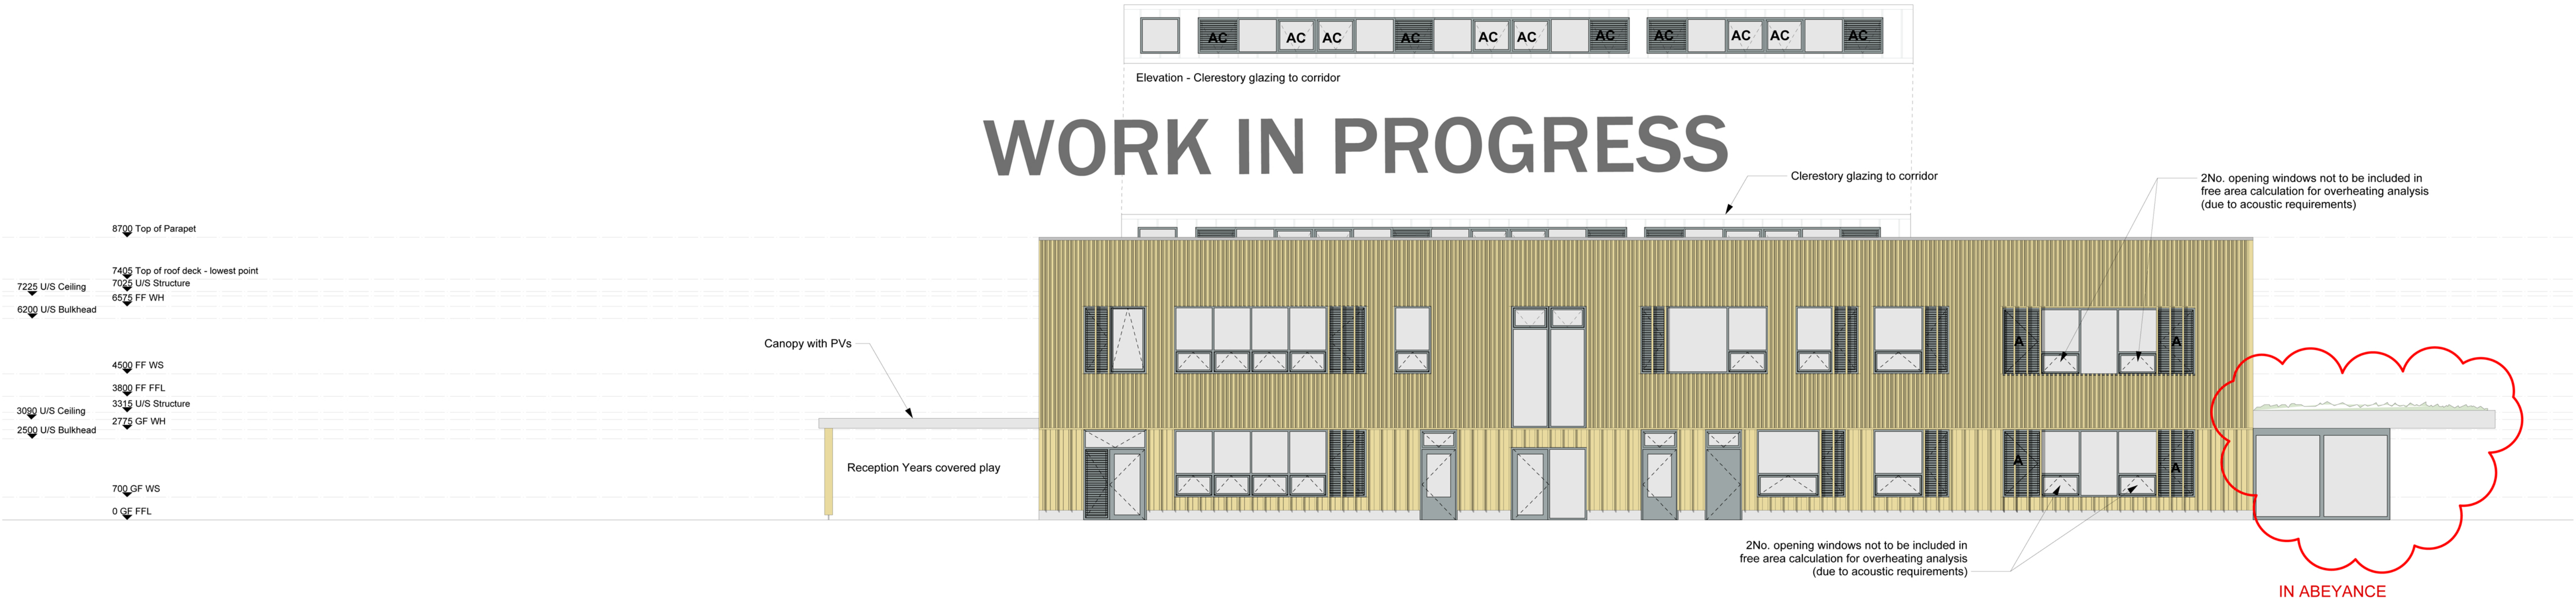 AC AC AC AC AC AC AC AC AC AC AC
Elevation - Clerestory glazing to corridor
WORK IN PROGRESS
Clerestory glazing to corridor
2No. opening windows not to be included in
free area calculation for overheating analysis
(due to acoustic requirements)
8700 Top of Parapet
7405 Top of roof deck - lowest point
7025 U/S Structure
7225 U/S Ceiling
6575 FF WH
6200 U/S Bulkhead
A A
Canopy with PVs
4500 FF WS
3800 FF FFL
3315 U/S Structure
3090 U/S Ceiling
2775 GF WH
2500 U/S Bulkhead
Reception Years covered play
A A
700 GF WS
0 GF FFL
2No. opening windows not to be included in
free area calculation for overheating analysis
(due to acoustic requirements)
IN ABEYANCE